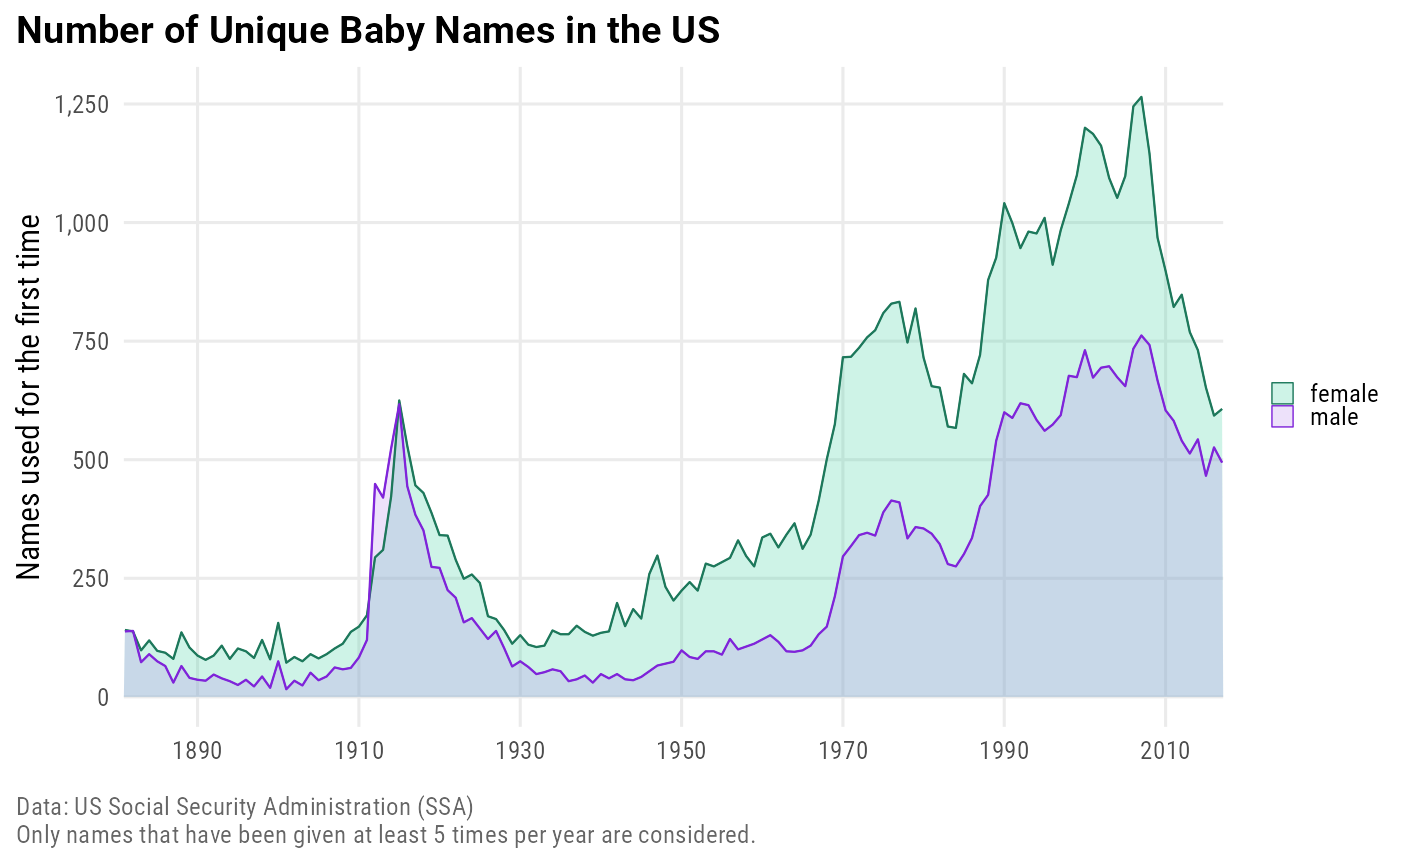 Number of Unique Baby Names in the US
Names used for the first time
1,250
1,000
750
500
250
0
1890 1910 1930 1950 1970 1990 2010
female
male
Data: US Social Security Administration (SSA)
Only names that have been given at least 5 times per year are considered.